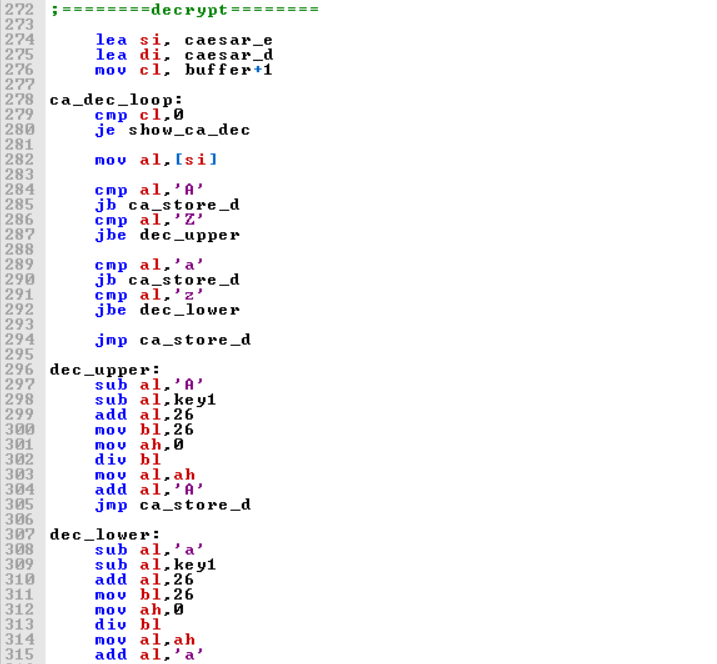 272 ;========decrypt========
273
274 lea si, caesar_e
275 lea di, caesar_d
276 mov cl, buffer+1
277
278 ca_dec_loop:
279 cmp cl,0
280 je show_ca_dec
281
282 mov al,[si]
283
284 cmp al,'A'
285 jb ca_store_d
286 cmp al,'Z'
287 jbe dec_upper
288
289 cmp al,'a'
290 jb ca_store_d
291 cmp al,'z'
292 jbe dec_lower
293
294 jmp ca_store_d
295
296 dec_upper:
297 sub al,'A'
298 sub al,key1
299 add al,26
300 mov bl,26
301 mov ah,0
302 div bl
303 mov al,ah
304 add al,'A'
305 jmp ca_store_d
306
307 dec_lower:
308 sub al,'a'
309 sub al,key1
310 add al,26
311 mov bl,26
312 mov ah,0
313 div bl
314 mov al,ah
315 add al,'a'